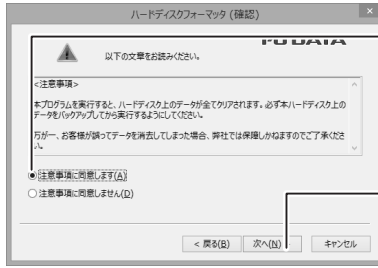 ハードディスクフォーマッタ (確認)
I-O DATA
以下の文章をお読みください。
<注意事項>
本プログラムを実行すると、ハードディスク上のデータが全てクリアされます。必ず本ハードディスク上の
データをバックアップしてから実行するようにしてください。
万が一、お客様が誤ってデータを消去してしまった場合、弊社では保障しかねますのでご了承くださ
い。
注意事項に同意します(A)
注意事項に同意しません(D)
< 戻る(B)
次へ(N)
キャンセル